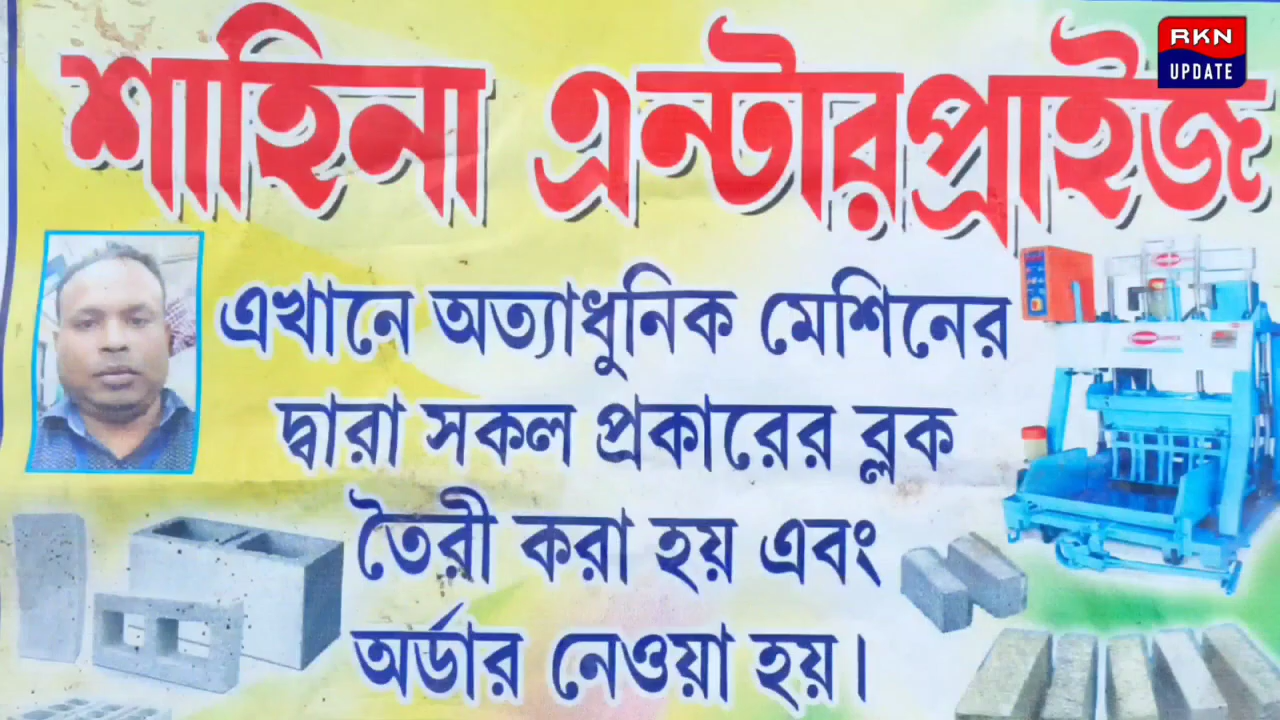 শাহিনা এন্টারপ্রাইজ
RKN
UPDATE
এখানে অত্যাধুনিক মেশিনের
দ্বারা সকল প্রকারের ব্লক
তৈরী করা হয় এবং
অর্ডার নেওয়া হয়।